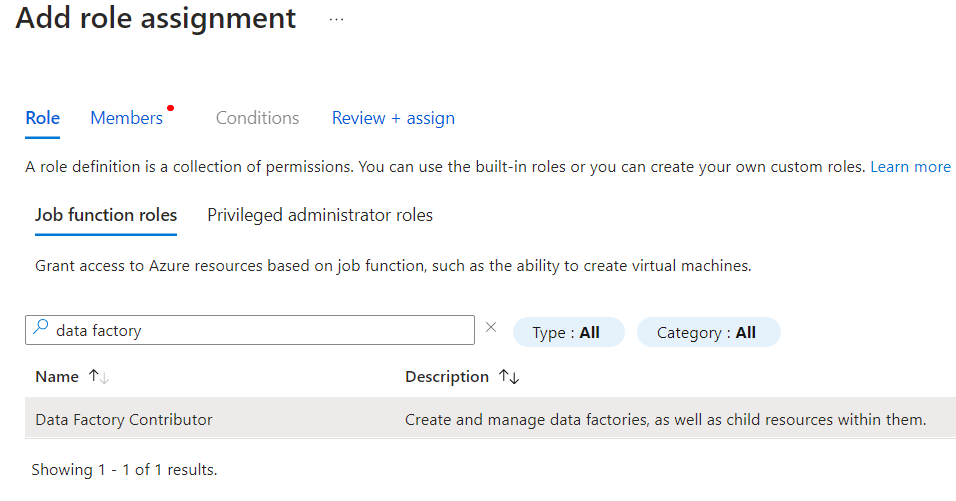 Add role assignment ...
Role Members Conditions Review + assign
A role definition is a collection of permissions. You can use the built-in roles or you can create your own custom roles. Learn more
Job function roles Privileged administrator roles
Grant access to Azure resources based on job function, such as the ability to create virtual machines.
data factory Type : All Category : All
Name Description
Data Factory Contributor Create and manage data factories, as well as child resources within them.
Showing 1 - 1 of 1 results.